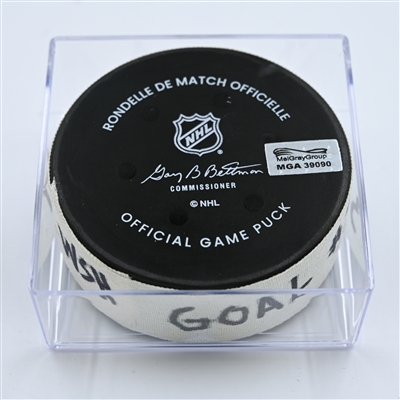 RONDELLE DE MATCH OFFICIELLE
NHL
MeiGrayGroup
MGA 39090
Gary B Bettman
COMMISSIONER
© NHL
OFFICIAL GAME PUCK
WSH GOAL #